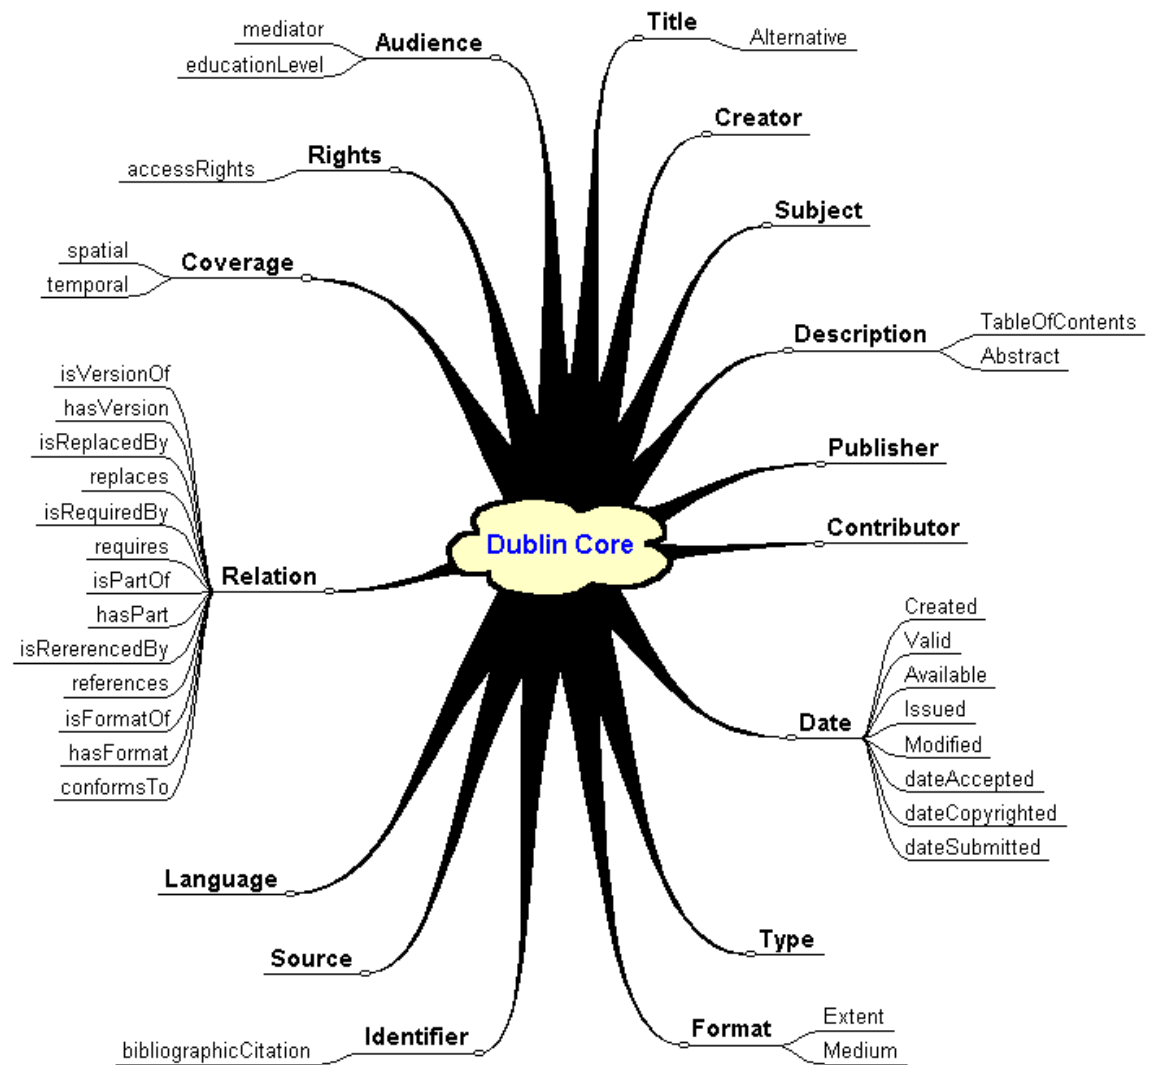 Dublin Core
Title
Alternative
Creator
Subject
Description
TableOfContents
Abstract
Publisher
Contributor
Date
Created
Valid
Available
Issued
Modified
dateAccepted
dateCopyrighted
dateSubmitted
Type
Format
Extent
Medium
Audience
mediator
educationLevel
Rights
accessRights
Coverage
spatial
temporal
Relation
isVersionOf
hasVersion
isReplacedBy
replaces
isRequiredBy
requires
isPartOf
hasPart
isRererencedBy
references
isFormatOf
hasFormat
conformsTo
Language
Source
Identifier
bibliographicCitation